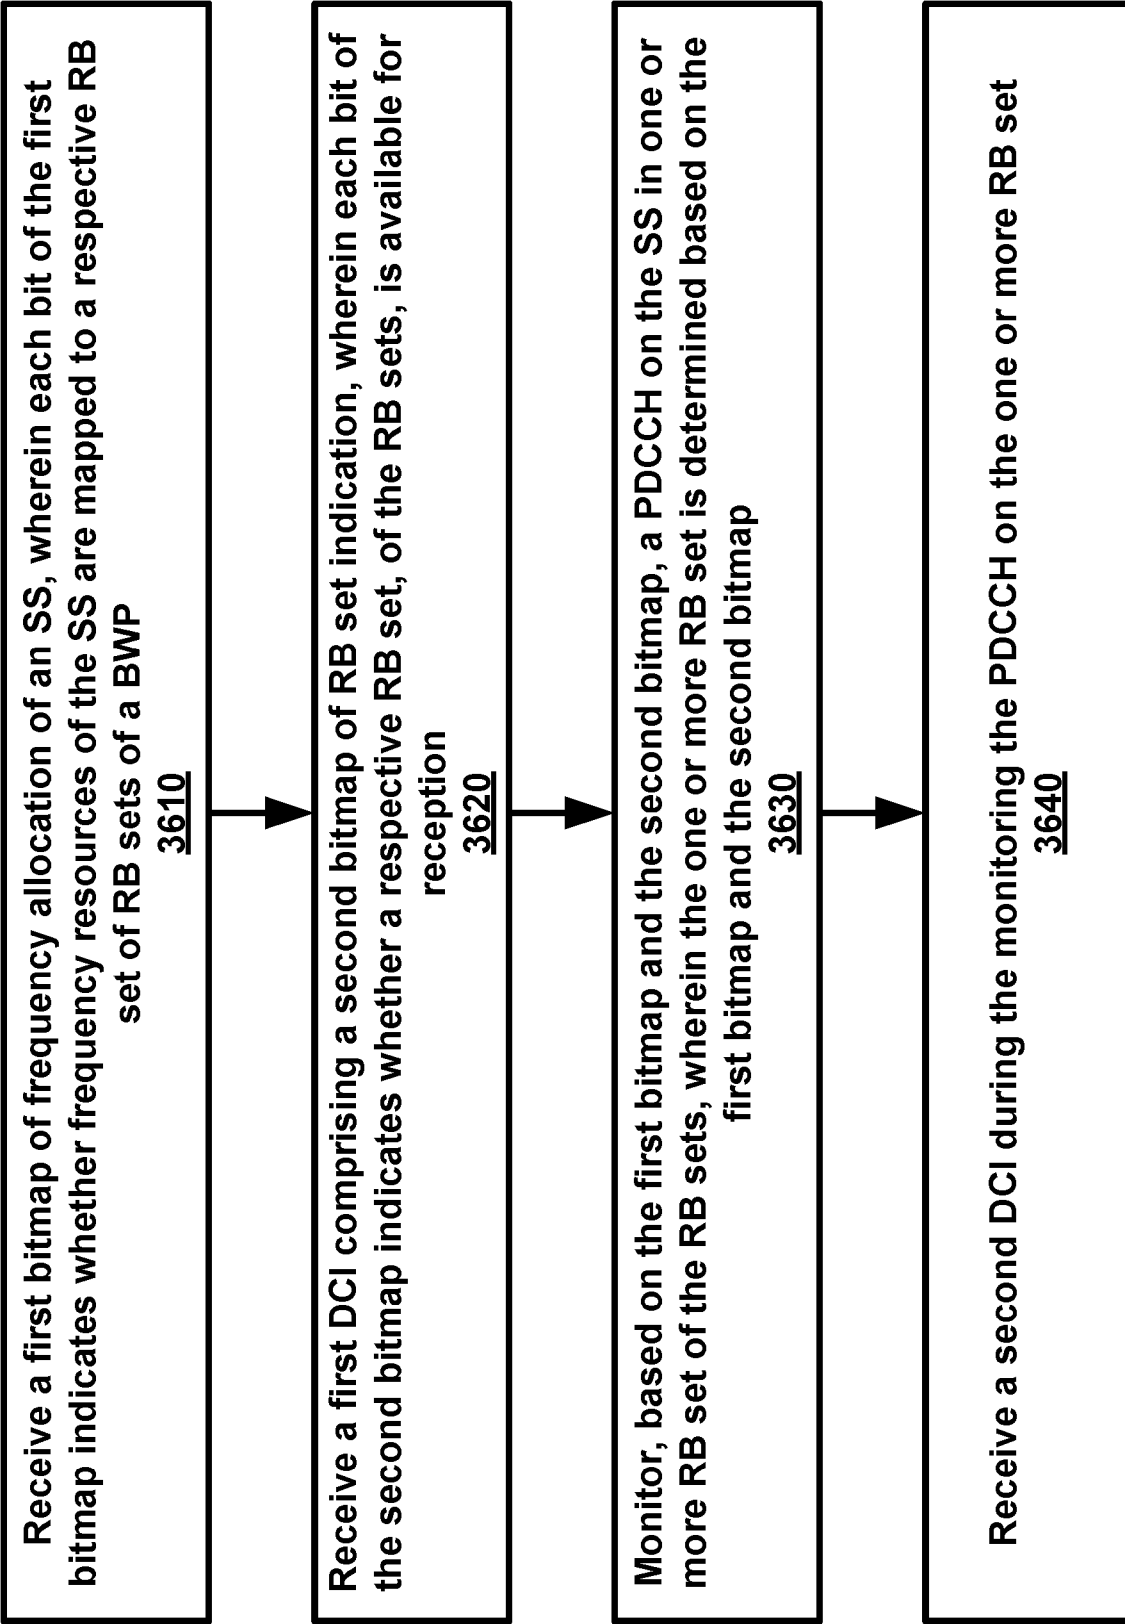 Receive a first bitmap of frequency allocation of an SS, wherein each bit of the first
bitmap indicates whether frequency resources of the SS are mapped to a respective RB
set of RB sets of a BWP
3610
Receive a first DCI comprising a second bitmap of RB set indication, wherein each bit of
the second bitmap indicates whether a respective RB set, of the RB sets, is available for
reception
3620
Monitor, based on the first bitmap and the second bitmap, a PDCCH on the SS in one or
more RB set of the RB sets, wherein the one or more RB set is determined based on the
first bitmap and the second bitmap
3630
Receive a second DCI during the monitoring the PDCCH on the one or more RB set
3640